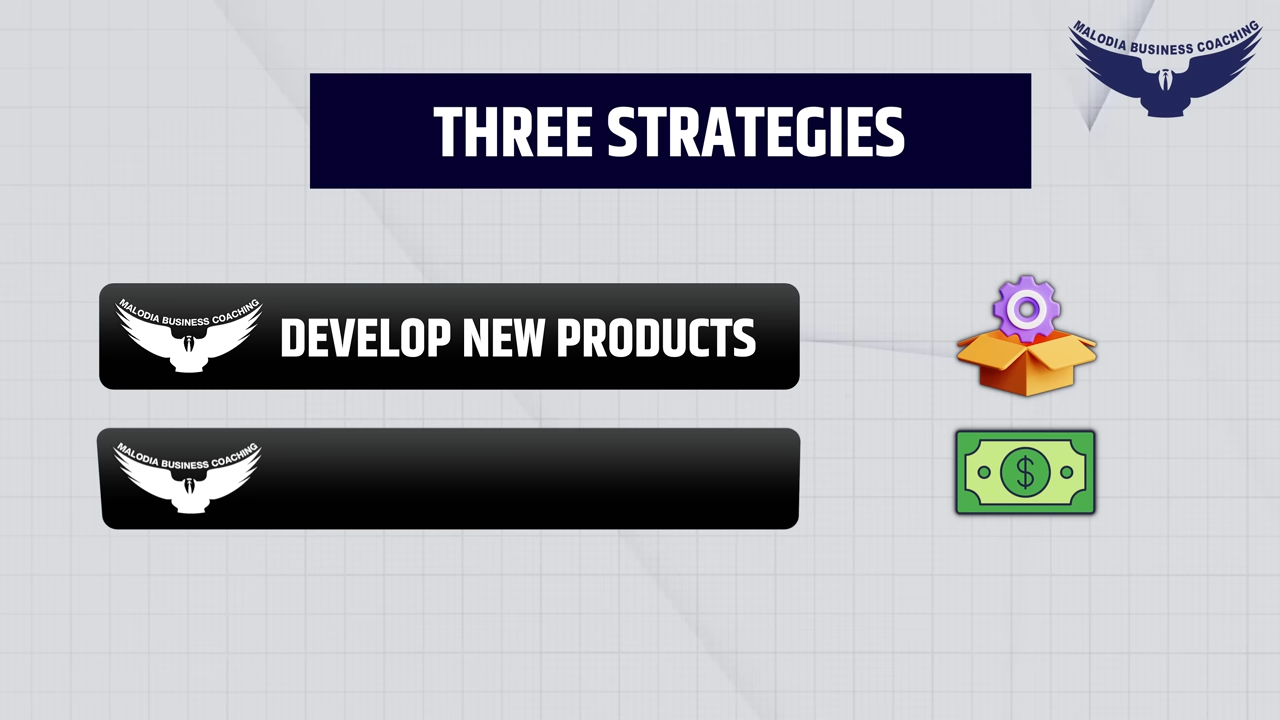 MALODIA BUSINESS COACHING
THREE STRATEGIES
MALODIA BUSINESS COACHING
DEVELOP NEW PRODUCTS
MALODIA BUSINESS COACHING
$